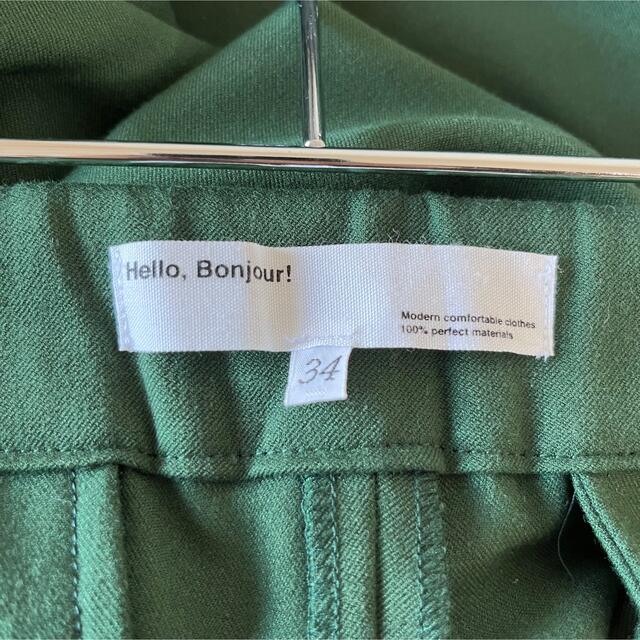 Hello, Bonjour!
Modern comfortable clothes
100% perfect materials
34